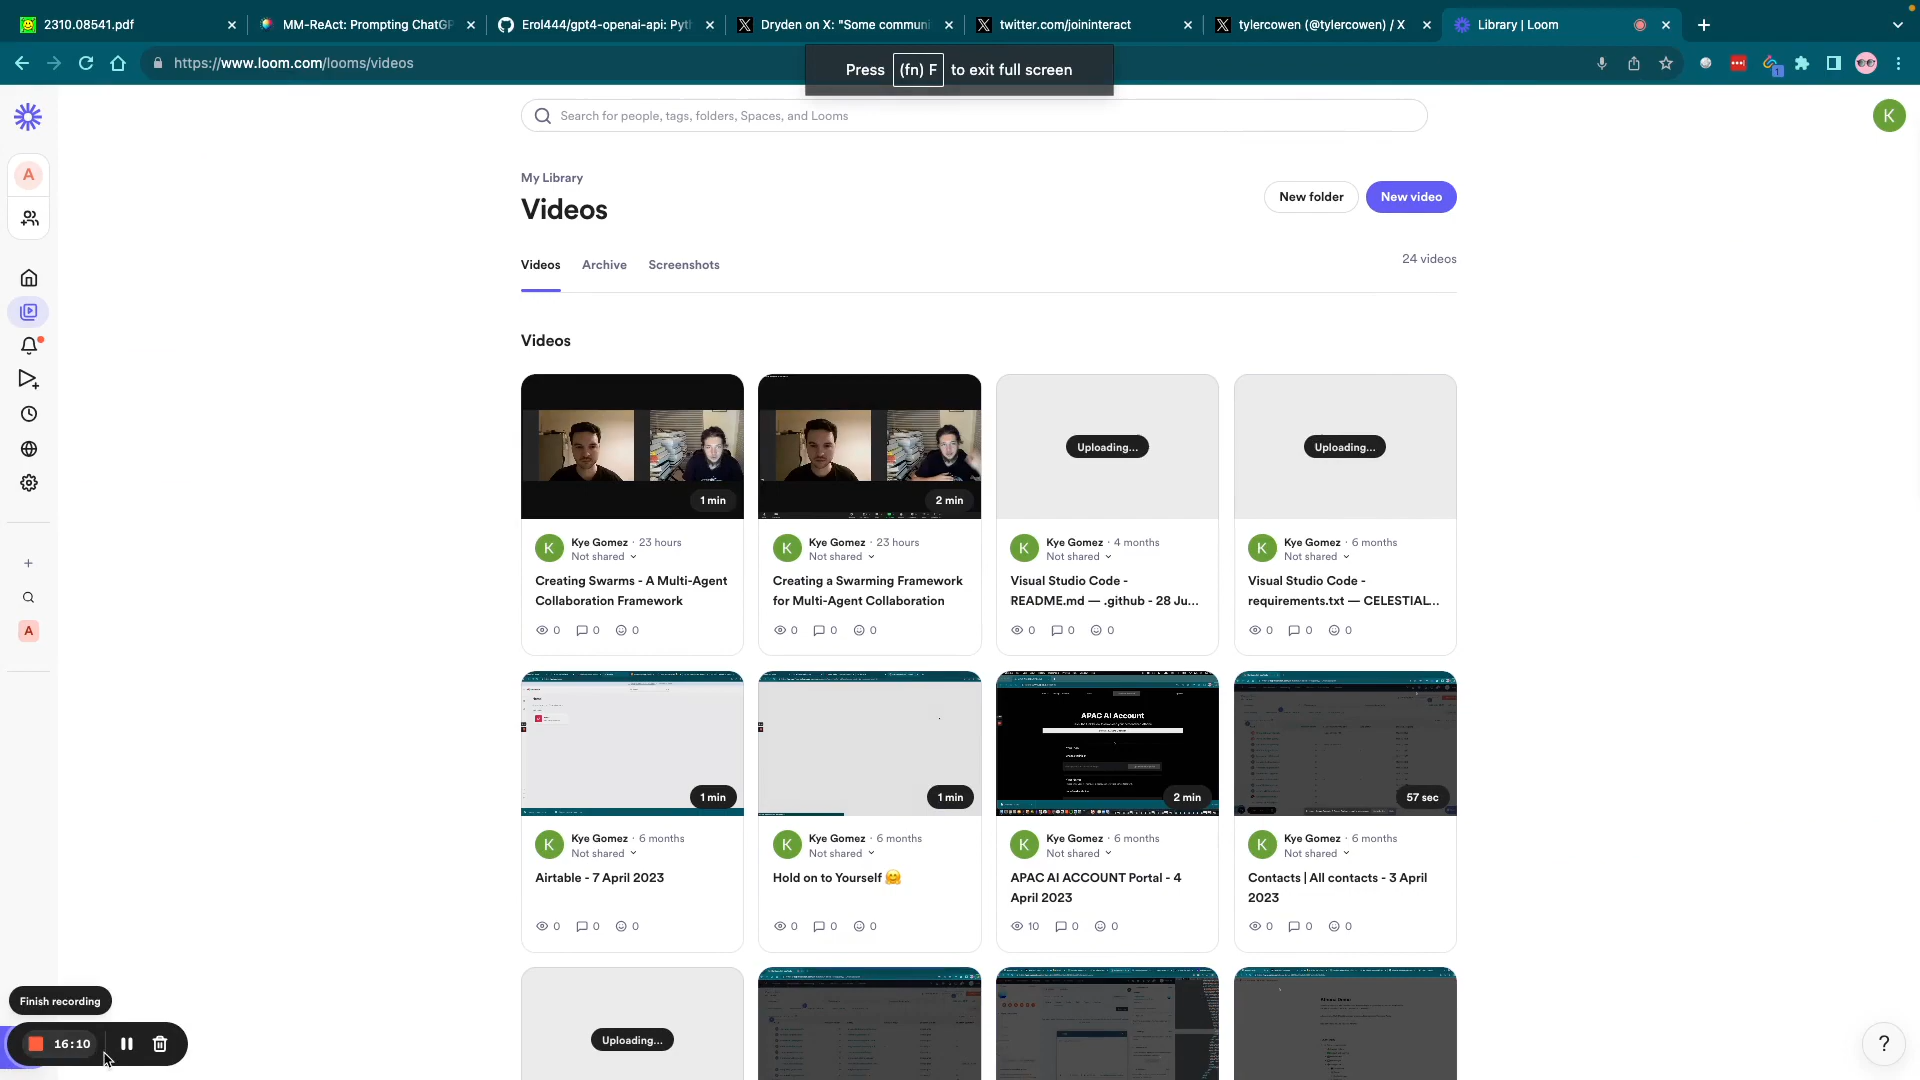 2310.08541.pdf
MM-ReAct: Prompting ChatGP
Erol444/gpt4-openai-api: Pyth
Dryden on X: "Some communi
twitter.com/joininteract
tylercowen (@tylercowen) / X
Library | Loom
https://www.loom.com/looms/videos
Press (fn) F to exit full screen
Search for people, tags, folders, Spaces, and Looms
K
A
My Library
Videos
New folder
New video
Videos
Archive
Screenshots
24 videos
Videos
1 min
2 min
Uploading...
Uploading...
K
Kye Gomez · 23 hours
Not shared
Creating Swarms - A Multi-Agent
Collaboration Framework
0 0 0
K
Kye Gomez · 23 hours
Not shared
Creating a Swarming Framework
for Multi-Agent Collaboration
0 0 0
K
Kye Gomez · 4 months
Not shared
Visual Studio Code -
README.md — .github - 28 Ju...
0 0 0
K
Kye Gomez · 6 months
Not shared
Visual Studio Code -
requirements.txt — CELESTIAL...
0 0 0
A
1 min
1 min
APAC AI Account
2 min
57 sec
K
Kye Gomez · 6 months
Not shared
Airtable - 7 April 2023
0 0 0
K
Kye Gomez · 6 months
Not shared
Hold on to Yourself 🤗
0 0 0
K
Kye Gomez · 6 months
Not shared
APAC AI ACCOUNT Portal - 4
April 2023
10 0 0
K
Kye Gomez · 6 months
Not shared
Contacts | All contacts - 3 April
2023
0 0 0
Uploading...
Finish recording
16:10
?